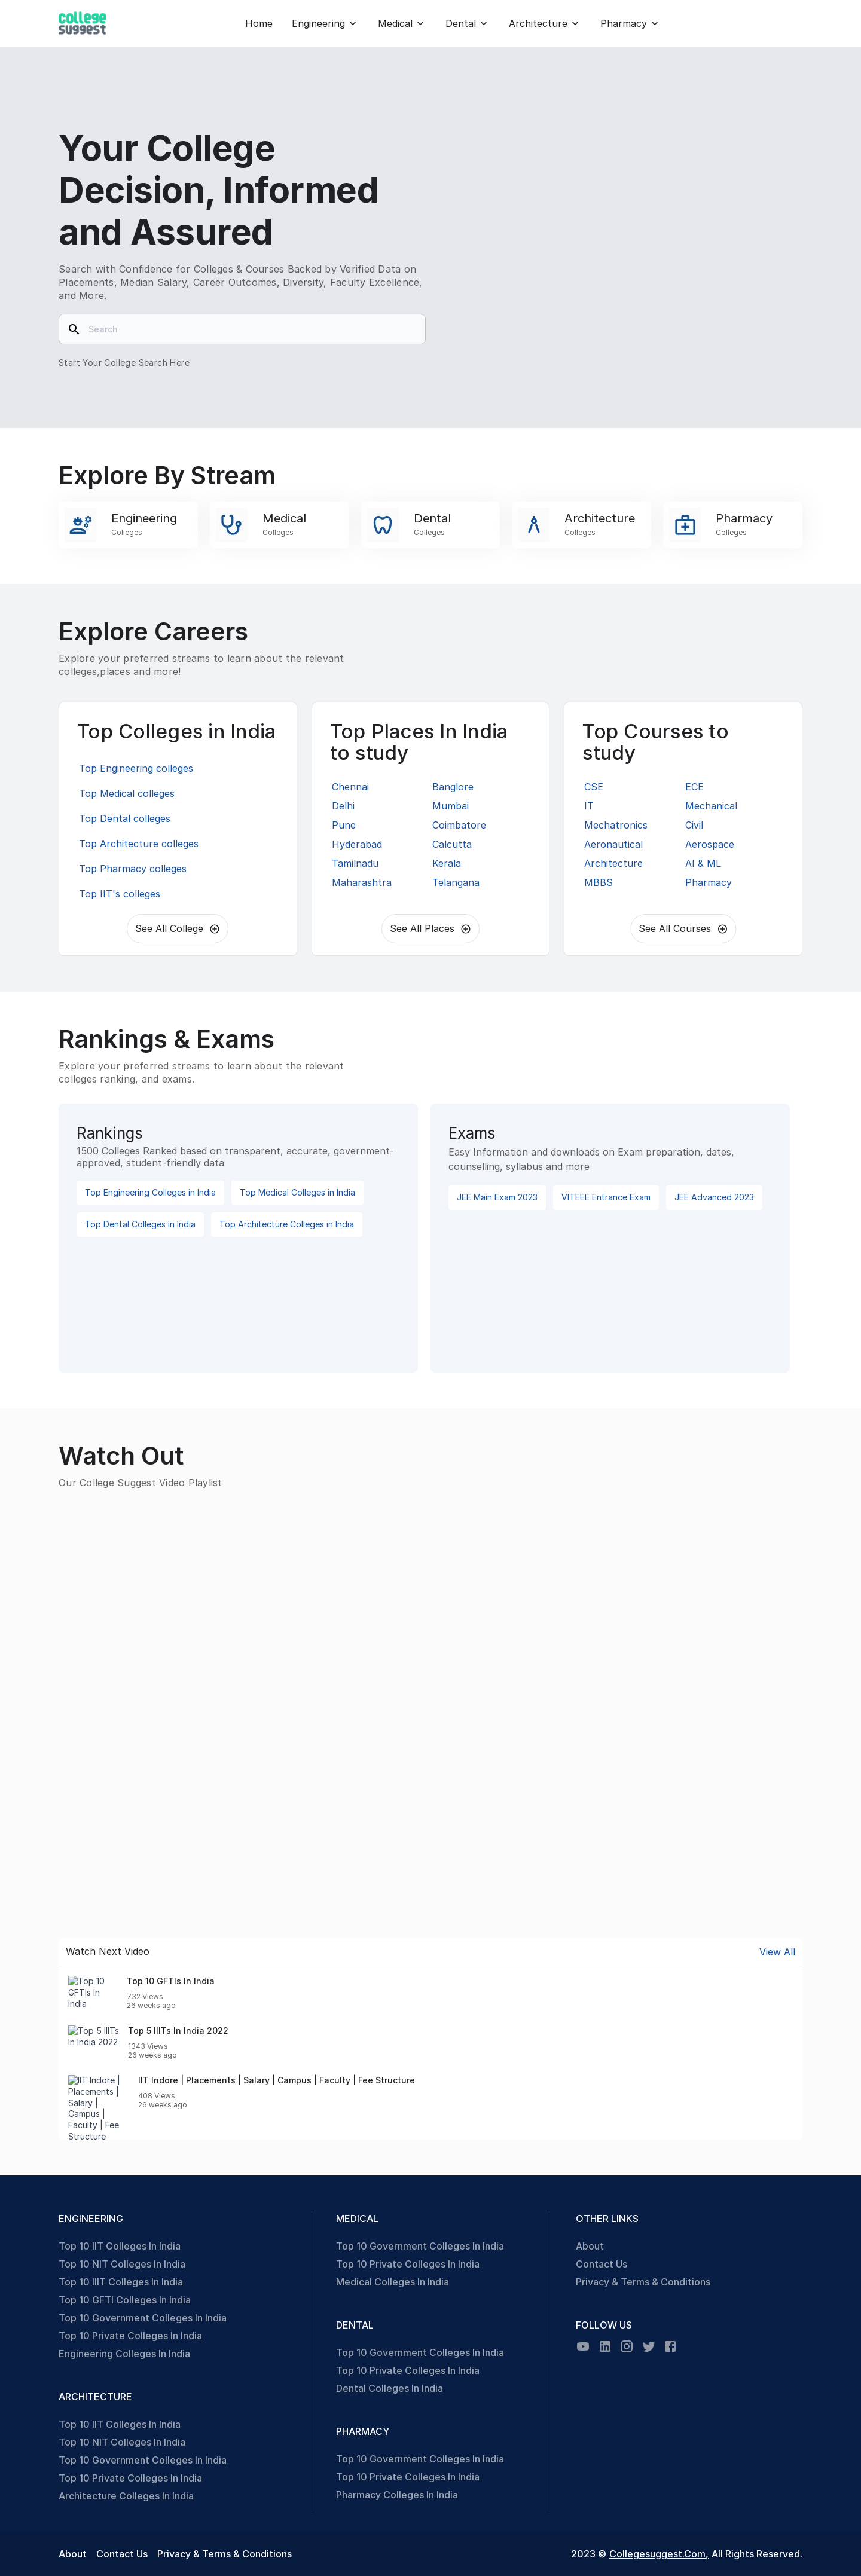 college
suggest
Home Engineering Medical Dental Architecture Pharmacy
Your College
Decision, Informed
and Assured
Search with Confidence for Colleges & Courses Backed by Verified Data on
Placements, Median Salary, Career Outcomes, Diversity, Faculty Excellence,
and More.
Search
Start Your College Search Here
Explore By Stream
Engineering
Colleges
Medical
Colleges
Dental
Colleges
Architecture
Colleges
Pharmacy
Colleges
Explore Careers
Explore your preferred streams to learn about the relevant
colleges,places and more!
Top Colleges in India
Top Engineering colleges
Top Medical colleges
Top Dental colleges
Top Architecture colleges
Top Pharmacy colleges
Top IIT's colleges
See All College
Top Places In India
to study
Chennai Banglore
Delhi Mumbai
Pune Coimbatore
Hyderabad Calcutta
Tamilnadu Kerala
Maharashtra Telangana
See All Places
Top Courses to
study
CSE ECE
IT Mechanical
Mechatronics Civil
Aeronautical Aerospace
Architecture AI & ML
MBBS Pharmacy
See All Courses
Rankings & Exams
Explore your preferred streams to learn about the relevant
colleges ranking, and exams.
Rankings
1500 Colleges Ranked based on transparent, accurate, government-
approved, student-friendly data
Top Engineering Colleges in India Top Medical Colleges in India
Top Dental Colleges in India Top Architecture Colleges in India
Exams
Easy Information and downloads on Exam preparation, dates,
counselling, syllabus and more
JEE Main Exam 2023 VITEEE Entrance Exam JEE Advanced 2023
Watch Out
Our College Suggest Video Playlist
Watch Next Video View All
Top 10
GFTIs In
India
Top 10 GFTIs In India
732 Views
26 weeks ago
Top 5 IIITs
In India 2022
Top 5 IIITs In India 2022
1343 Views
26 weeks ago
IIT Indore |
Placements |
Salary |
Campus |
Faculty | Fee
Structure
IIT Indore | Placements | Salary | Campus | Faculty | Fee Structure
408 Views
26 weeks ago
ENGINEERING
Top 10 IIT Colleges In India
Top 10 NIT Colleges In India
Top 10 IIIT Colleges In India
Top 10 GFTI Colleges In India
Top 10 Government Colleges In India
Top 10 Private Colleges In India
Engineering Colleges In India
ARCHITECTURE
Top 10 IIT Colleges In India
Top 10 NIT Colleges In India
Top 10 Government Colleges In India
Top 10 Private Colleges In India
Architecture Colleges In India
MEDICAL
Top 10 Government Colleges In India
Top 10 Private Colleges In India
Medical Colleges In India
DENTAL
Top 10 Government Colleges In India
Top 10 Private Colleges In India
Dental Colleges In India
PHARMACY
Top 10 Government Colleges In India
Top 10 Private Colleges In India
Pharmacy Colleges In India
OTHER LINKS
About
Contact Us
Privacy & Terms & Conditions
FOLLOW US
About Contact Us Privacy & Terms & Conditions
2023 © Collegesuggest.Com, All Rights Reserved.